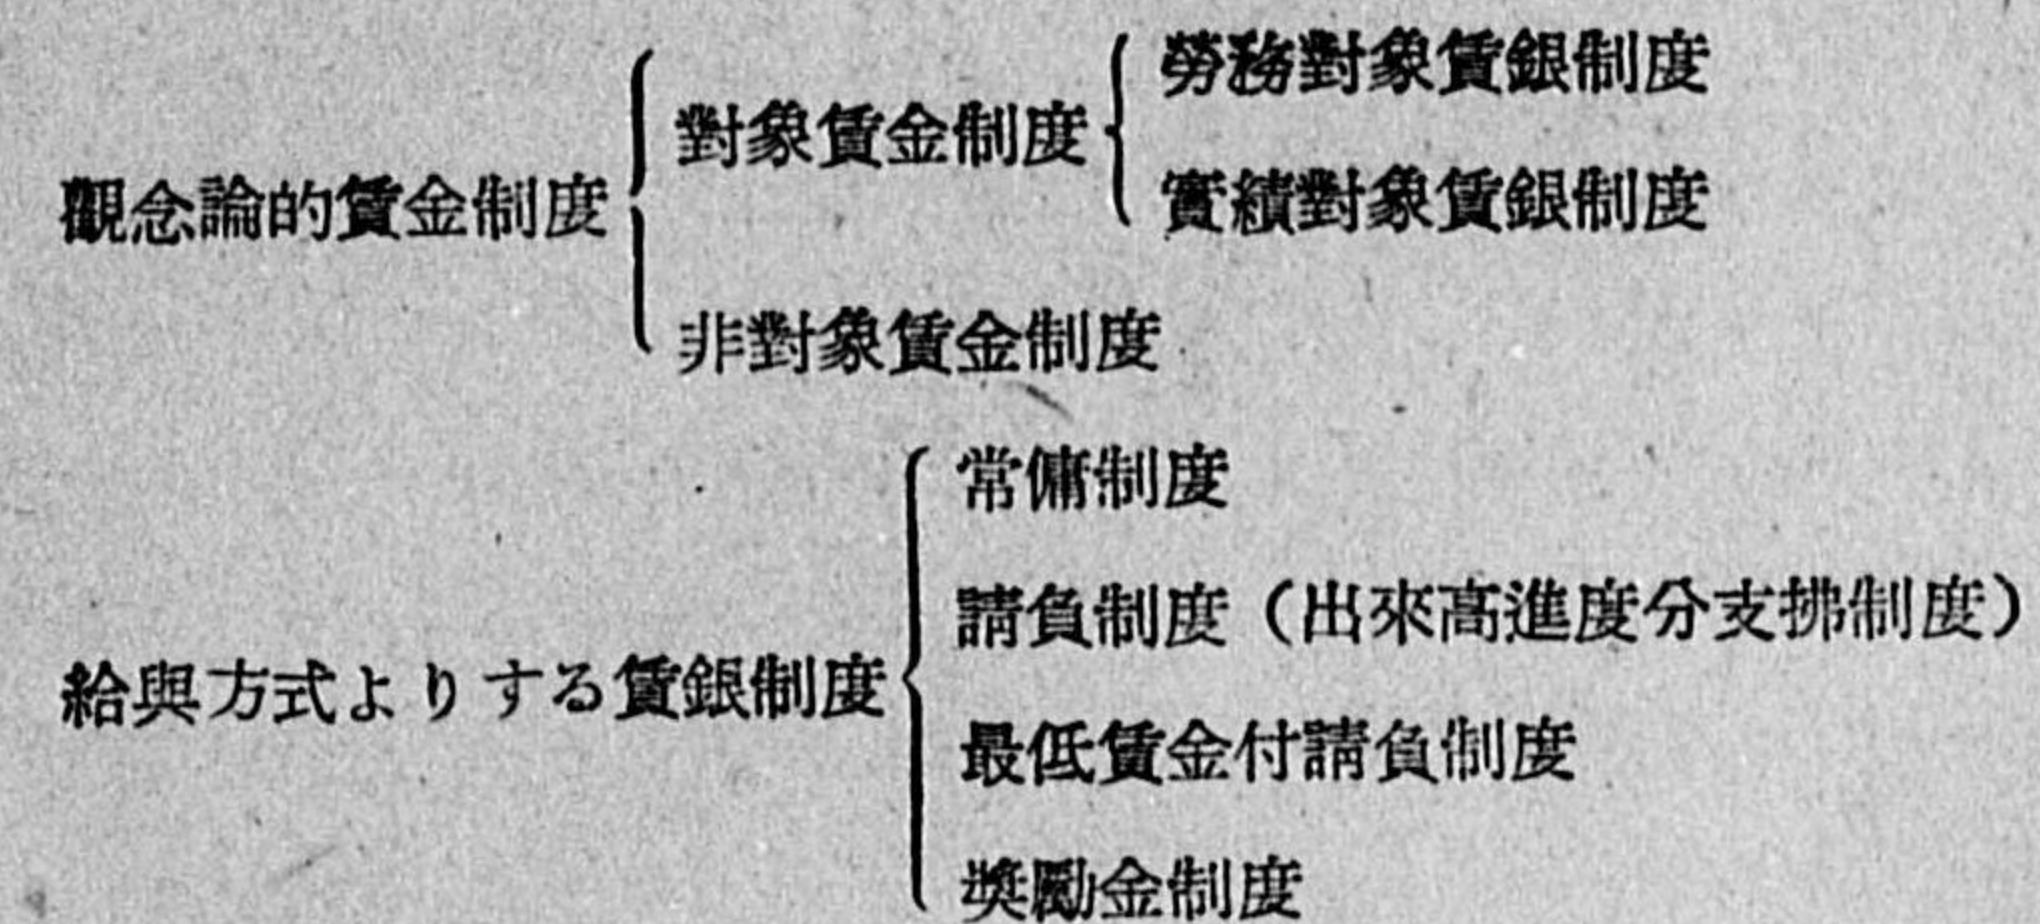 觀念論的賃金制度
對象賃金制度
勞務對象賃銀制度
實績對象賃銀制度
非對象賃金制度
給與方式よりする賃銀制度
常傭制度
請負制度（出來高進度分支拂制度）
最低賃金付請負制度
奬勵金制度